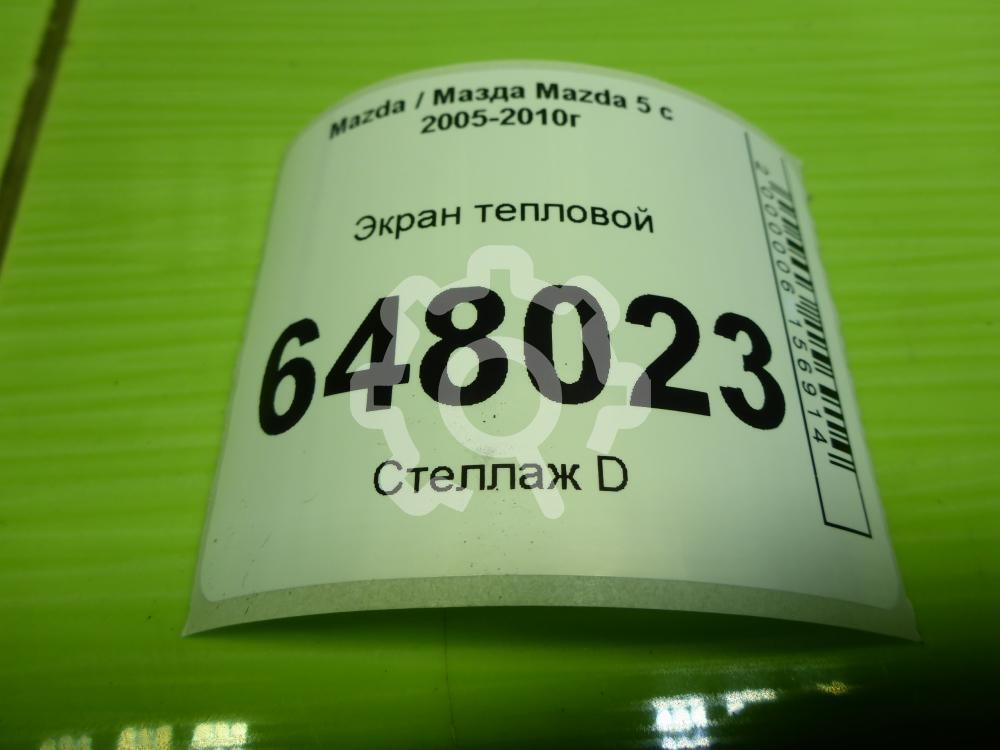 Mazda / Мазда Mazda 5 с
2005-2010г
Экран тепловой
648023
Стеллаж D
2000006156914